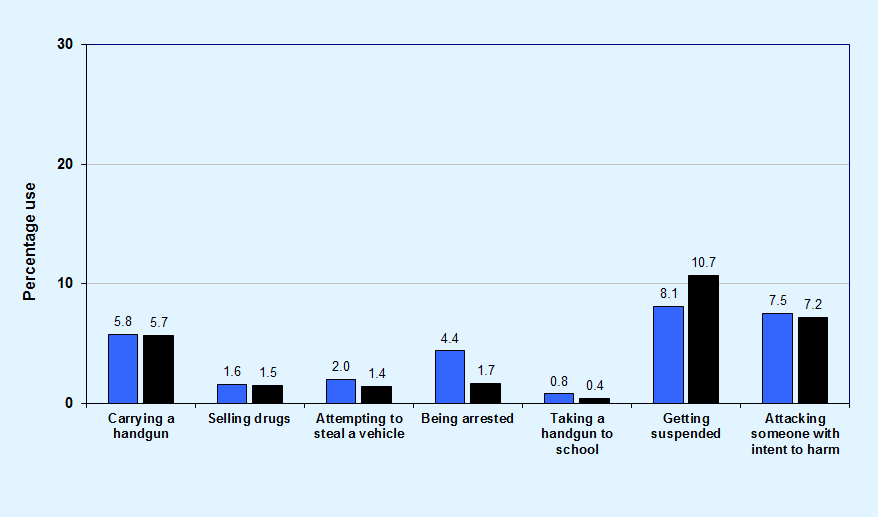 30
20
10
0
Percentage use
5.8 5.7
1.6 1.5
2.0 1.4
4.4 1.7
0.8 0.4
8.1 10.7
7.5 7.2
Carrying a
handgun
Selling drugs
Attempting to
steal a vehicle
Being arrested
Taking a
handgun to
school
Getting
suspended
Attacking
someone with
intent to harm